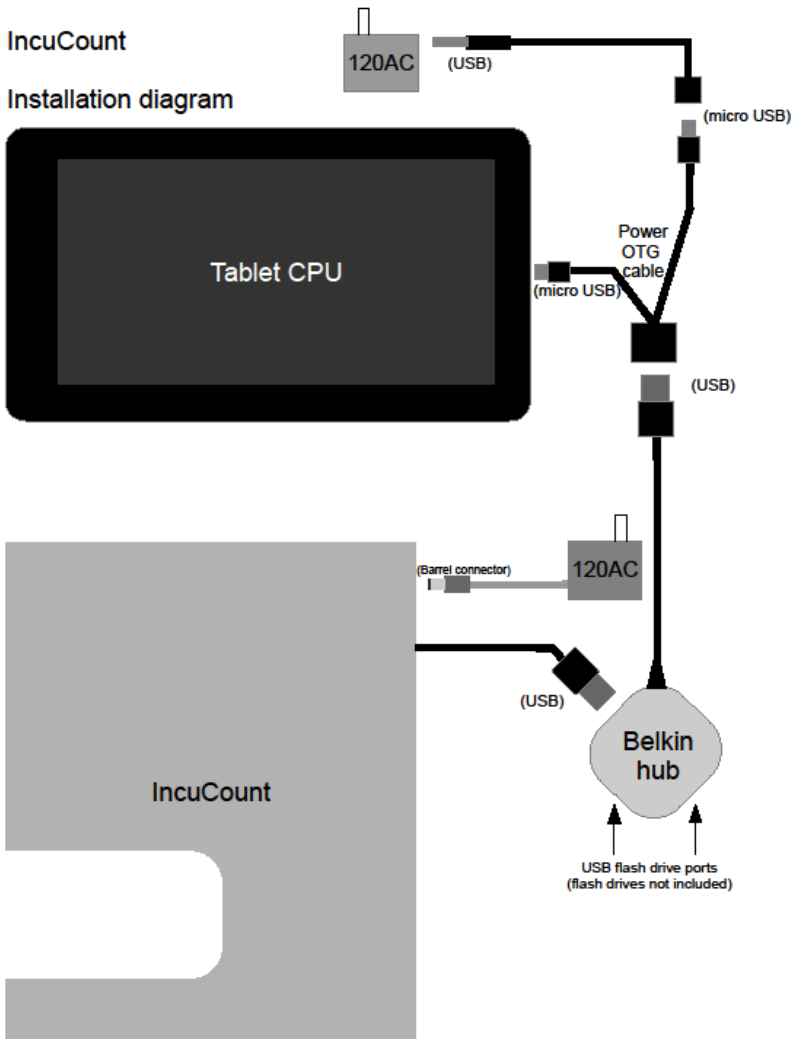 IncuCount
Installation diagram
120AC
(USB)
(micro USB)
Power
OTG
cable
Tablet CPU
(micro USB)
(USB)
(Barrel connector)
120AC
(USB)
Belkin
hub
IncuCount
USB flash drive ports
(flash drives not included)